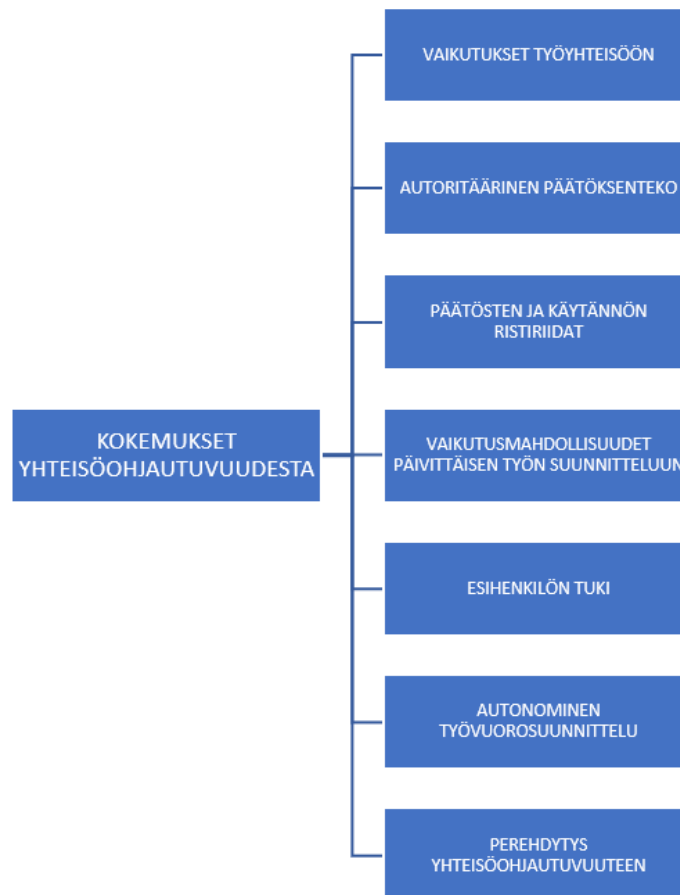 VAIKUTUKSET TYÖYHTEISÖÖN
AUTORITÄÄRINEN PÄÄTÖKSENTEKO
PÄÄTÖSTEN JA KÄYTÄNNÖN
RISTIRIIDAT
KOKEMUKSET
YHTEISÖOHJAUTUVUUDESTA
VAIKUTUSMAHDOLLISUUDET
PÄIVITTÄISEN TYÖN SUUNNITTELUUN
ESIHENKILÖN TUKI
AUTONOMINEN
TYÖVUOROSUUNNITTELU
PEREHDYTYS
YHTEISÖOHJAUTUVUUTEEN